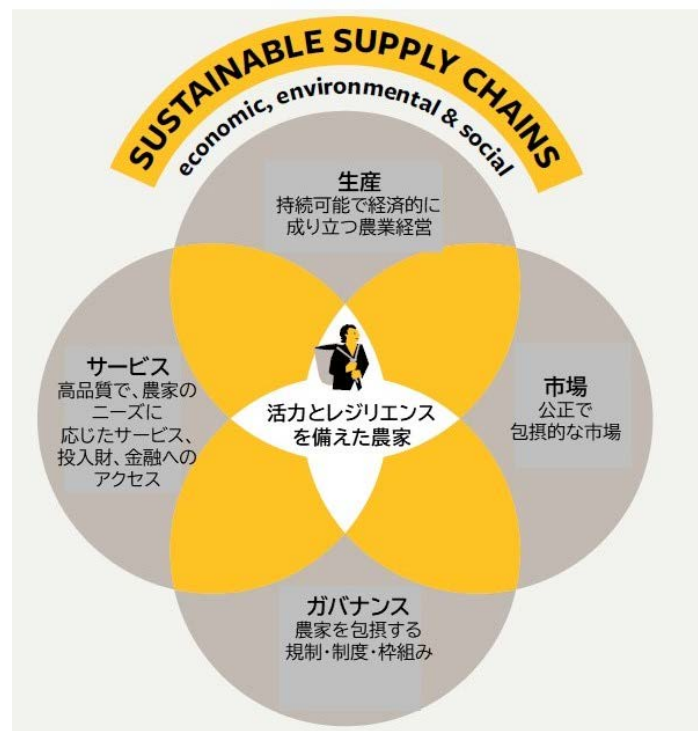 SUSTAINABLE SUPPLY CHAINS
economic, environmental & social
生産
持続可能で経済的に
成り立つ農業経営
サービス
高品質で、農家の
ニーズに
応じたサービス、
投入財、金融への
アクセス
活力とレジリエンス
を備えた農家
市場
公正で
包摂的な市場
ガバナンス
農家を包摂する
規制・制度・枠組み